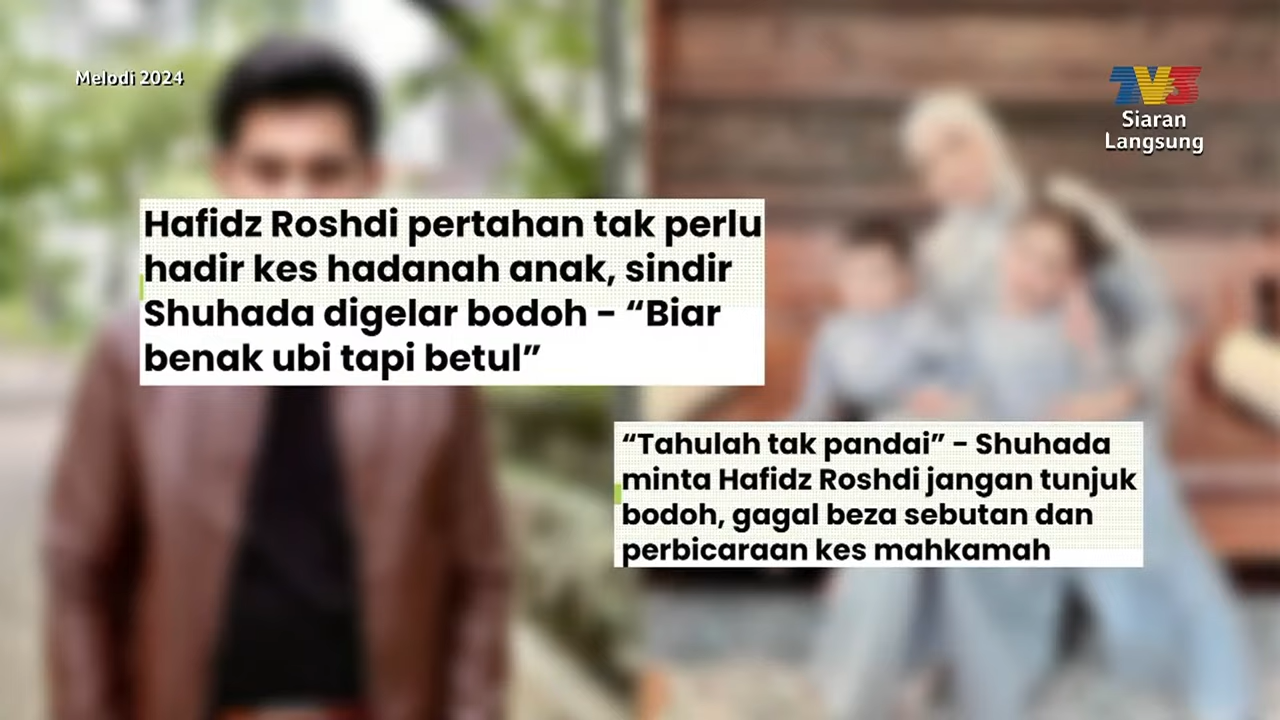 Melodi 2024
TV3
Siaran
Langsung
Hafidz Roshdi pertahan tak perlu
hadir kes hadanah anak, sindir
Shuhada digelar bodoh - “Biar
benak ubi tapi betul”
“Tahulah tak pandai” - Shuhada
minta Hafidz Roshdi jangan tunjuk
bodoh, gagal beza sebutan dan
perbicaraan kes mahkamah